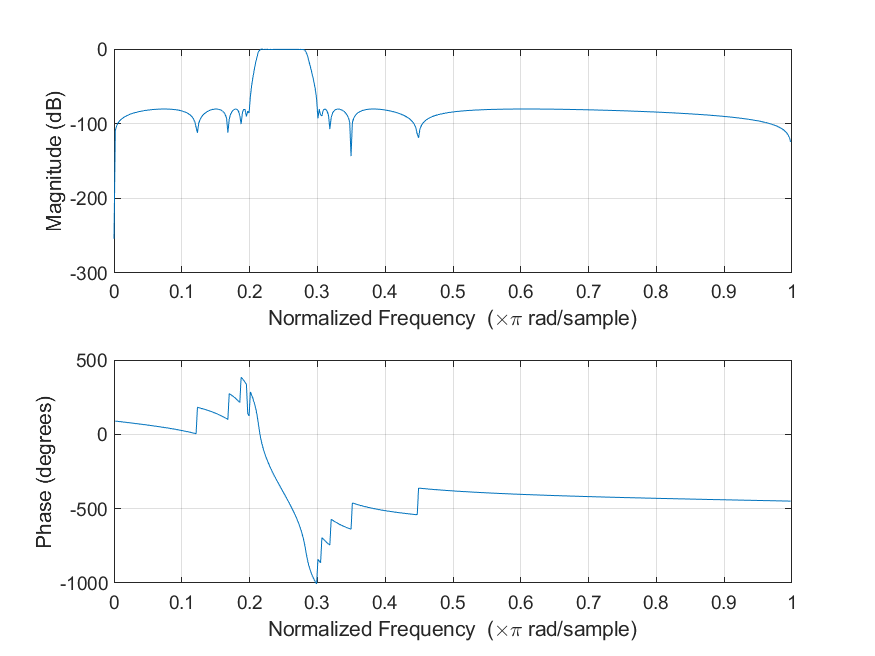 0
-100
-200
-300
Magnitude (dB)
0 0.1 0.2 0.3 0.4 0.5 0.6 0.7 0.8 0.9 1
Normalized Frequency (×π rad/sample)
500
0
-500
-1000
Phase (degrees)
0 0.1 0.2 0.3 0.4 0.5 0.6 0.7 0.8 0.9 1
Normalized Frequency (×π rad/sample)